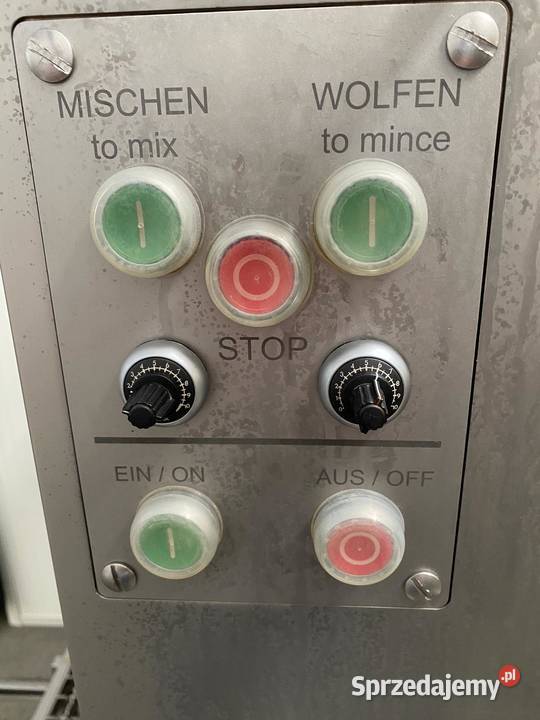 MISCHEN
to mix
WOLFEN
to mince
STOP
EIN / ON
AUS / OFF
Sprzedajemy.pl